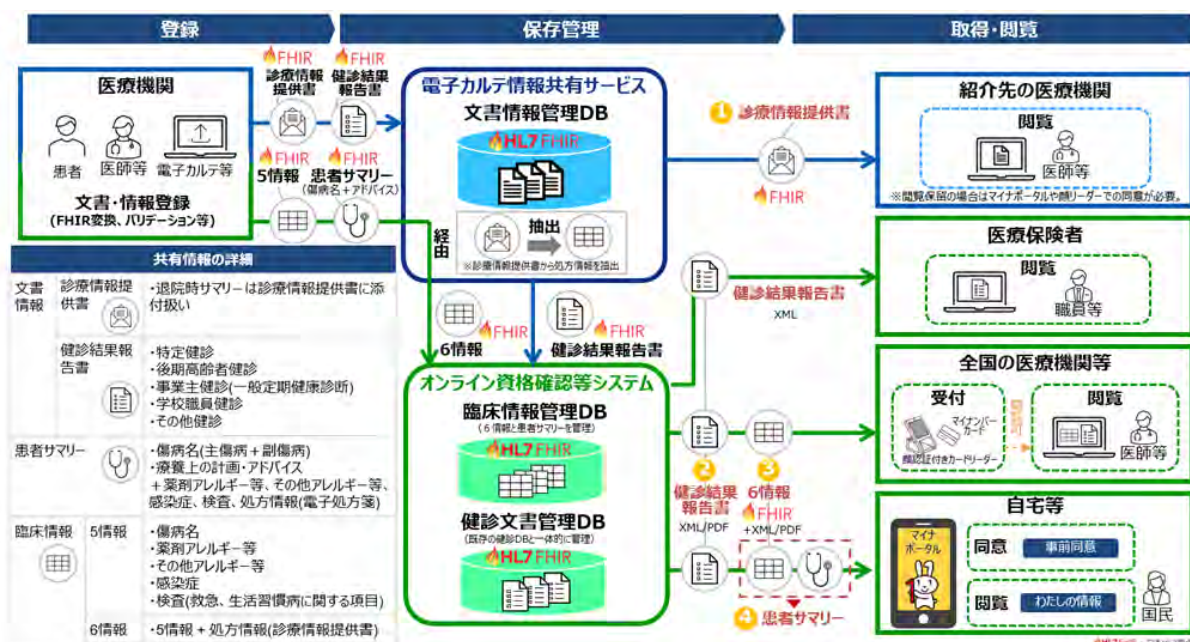 登録
保存管理
取得・閲覧
医療機関
患者
医師等
電子カルテ等
文書・情報登録
(FHIR変換、バリデーション等)
FHIR
診療情報
提供書
FHIR
健診結果
報告書
FHIR
5情報
FHIR
患者サマリー
(傷病名+アドバイス)
電子カルテ情報共有サービス
文書情報管理DB
HL7 FHIR
抽出
※診療情報提供書から処方情報を抽出
経由
FHIR
6情報
FHIR
健診結果報告書
オンライン資格確認等システム
臨床情報管理DB
(6情報と患者サマリーを管理)
HL7 FHIR
健診文書管理DB
(既存の健診DBと一体的に管理)
HL7 FHIR
1 診療情報提供書
FHIR
健診結果報告書
XML
2
健診結果
報告書
XML/PDF
3
6情報
FHIR
+XML/PDF
4 患者サマリー
紹介先の医療機関
閲覧
医師等
※閲覧保留の場合はマイナポータルや顔リーダーでの同意が必要。
医療保険者
閲覧
職員等
全国の医療機関等
受付
マイナンバー
カード
顔認証付きカードリーダー
閲覧
医師等
自宅等
マイナ
ポータル
同意
事前同意
閲覧
わたしの情報
国民
共有情報の詳細
文書
情報
診療情報提
供書
・退院時サマリーは診療情報提供書に添
付扱い
健診結果報
告書
・特定健診
・後期高齢者健診
・事業主健診(一般定期健康診断)
・学校職員健診
・その他健診
患者サマリー
・傷病名(主傷病+副傷病)
・療養上の計画・アドバイス
+薬剤アレルギー等、その他アレルギー等、
感染症、検査、処方情報(電子処方箋)
臨床情報
5情報
・傷病名
・薬剤アレルギー等
・その他アレルギー等
・感染症
・検査(救急、生活習慣病に関する項目)
6情報
・5情報+処方情報(診療情報提供書)